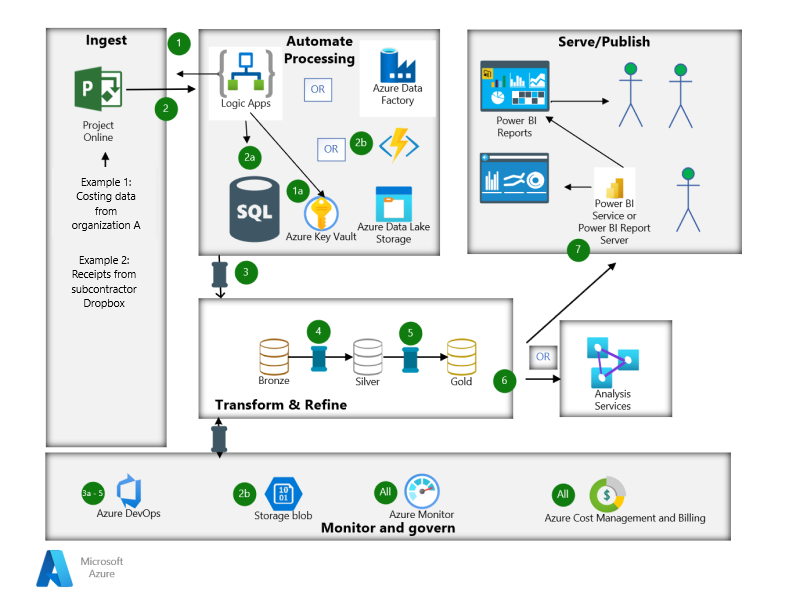 Ingest
1
2
Project
Online
Example 1:
Costing data
from
organization A
Example 2:
Receipts from
subcontractor
Dropbox
Automate
Processing
Logic Apps
OR
Azure Data
Factory
OR
2b
2a
1a
SQL
Azure Key Vault
Azure Data Lake
Storage
3
Serve/Publish
Power BI
Reports
Power BI
Service or
Power BI Report
Server
7
4
5
Bronze
Silver
Gold
6
Transform & Refine
OR
Analysis
Services
3a - 5
Azure DevOps
2b
10
01
Storage blob
All
Azure Monitor
All
$
Azure Cost Management and Billing
Monitor and govern
Microsoft
Azure